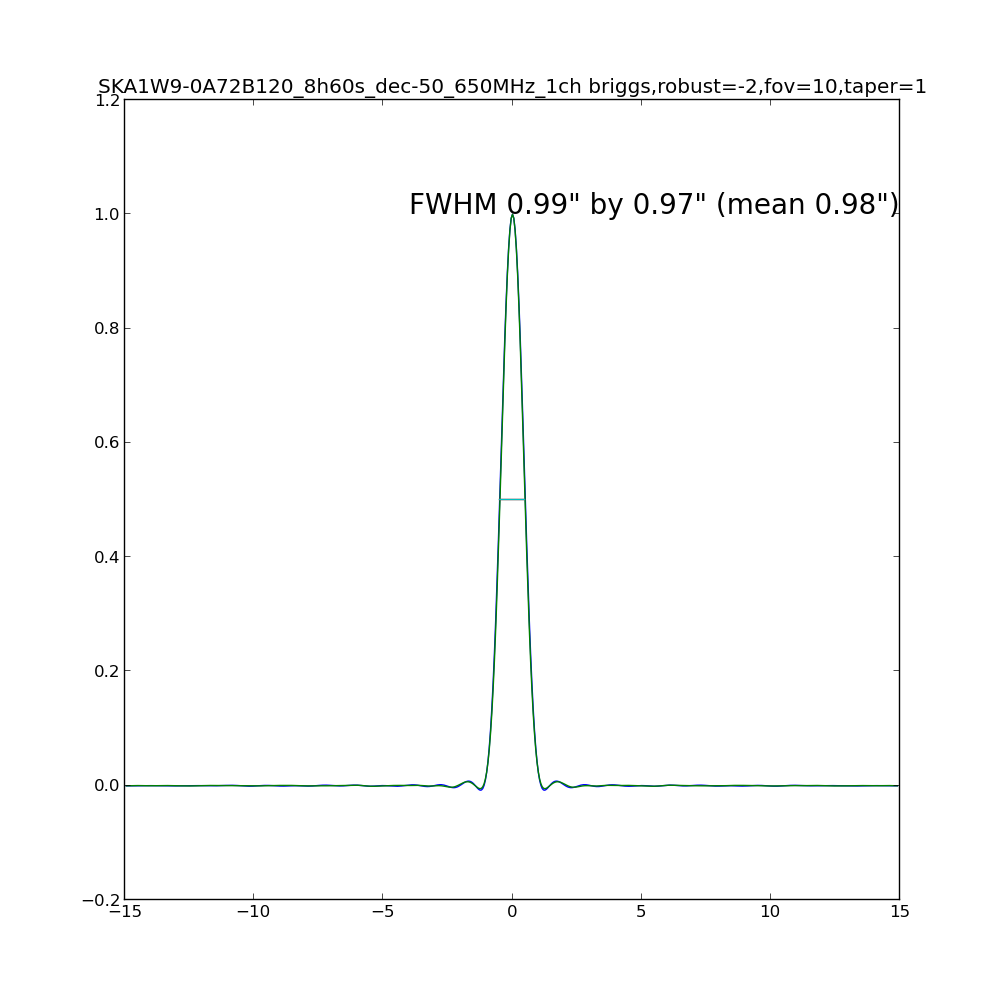 SKA1W9-0A72B120_8h60s_dec-50_650MHz_1ch briggs,robust=-2,fov=10,taper=1
1.2
FWHM 0.99" by 0.97" (mean 0.98")
1.0
0.8
0.6
0.4
0.2
0.0
−0.2
−15 −10 −5 0 5 10 15